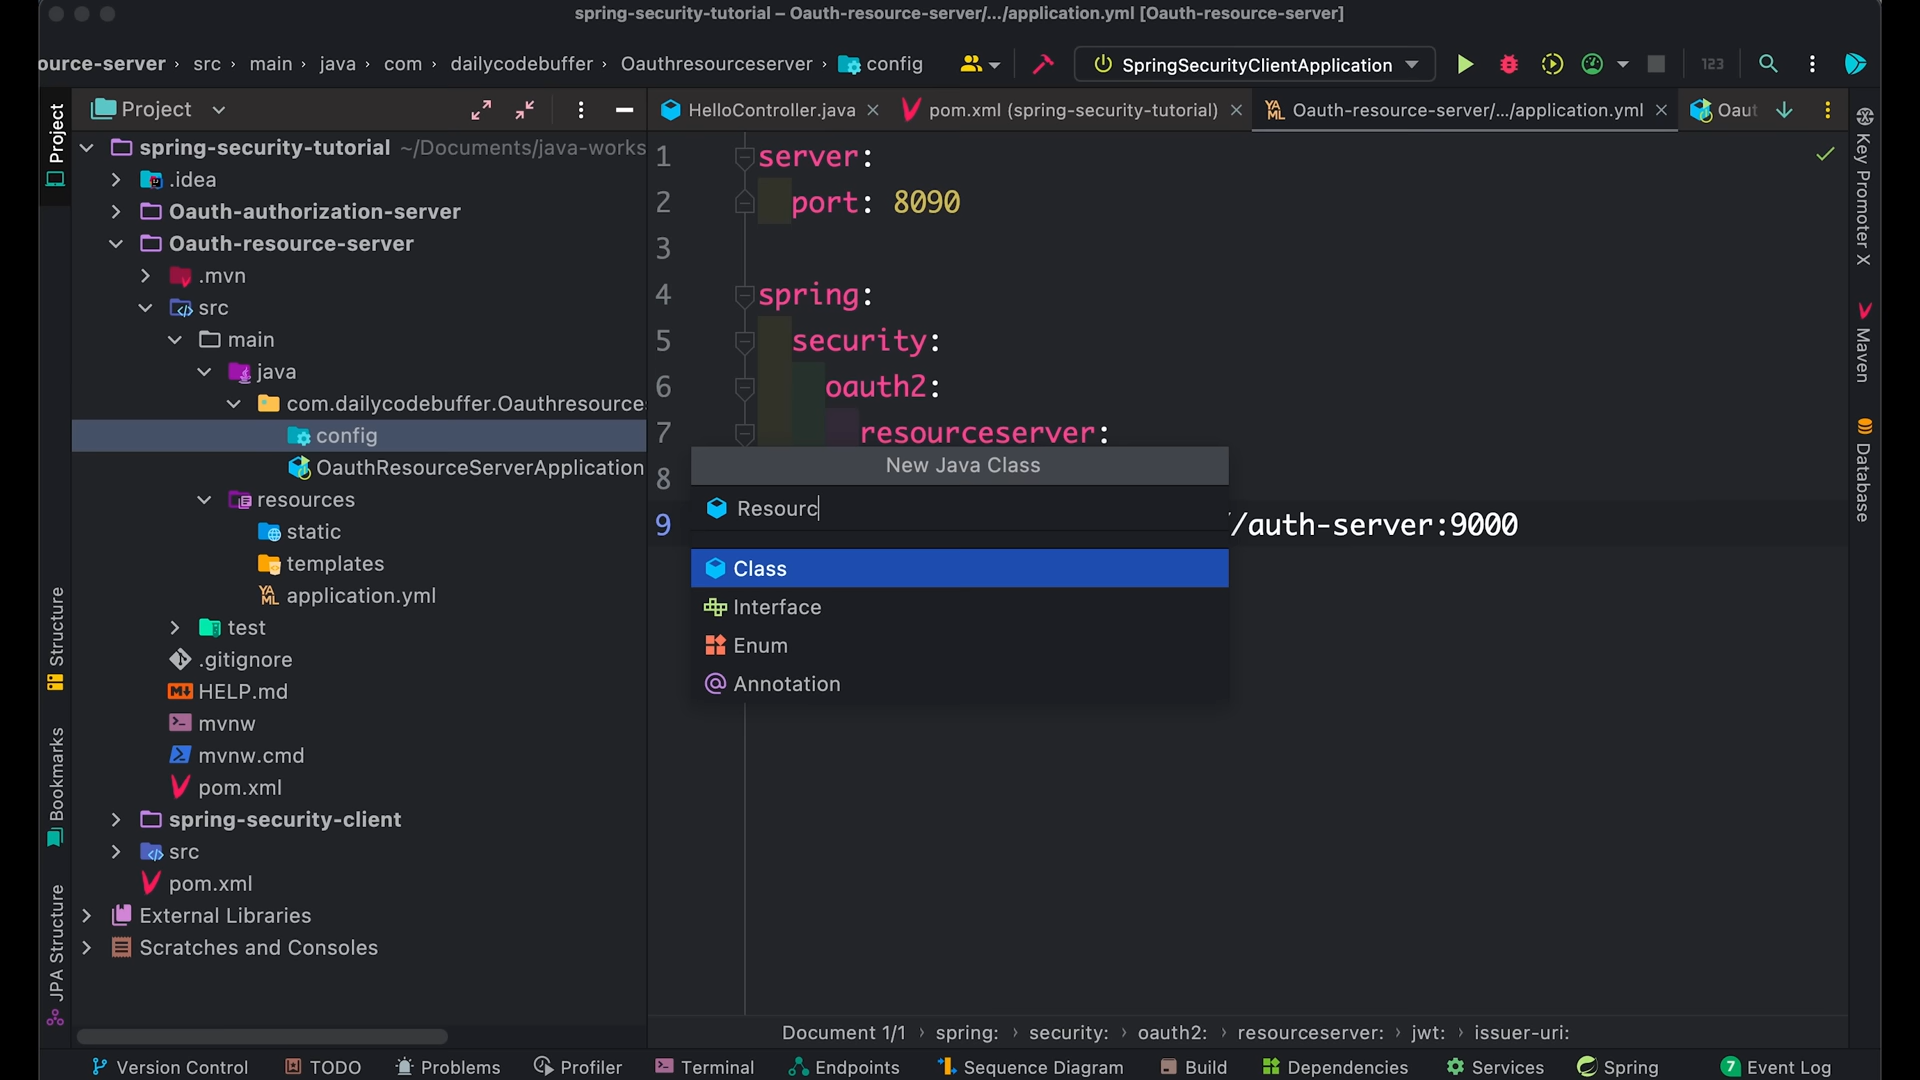 spring-security-tutorial – Oauth-resource-server/.../application.yml [Oauth-resource-server]
ource-server › src › main › java › com › dailycodebuffer › Oauthresourceserver › config
SpringSecurityClientApplication
123
Project
HelloController.java
pom.xml (spring-security-tutorial)
Oauth-resource-server/.../application.yml
Oaut
Project
Structure
Bookmarks
JPA Structure
spring-security-tutorial ~/Documents/java-works
.idea
Oauth-authorization-server
Oauth-resource-server
.mvn
src
main
java
com.dailycodebuffer.Oauthresources
config
OauthResourceServerApplication
resources
static
templates
application.yml
test
.gitignore
HELP.md
mvnw
mvnw.cmd
pom.xml
spring-security-client
src
pom.xml
External Libraries
Scratches and Consoles
1 server:
2 port: 8090
3
4 spring:
5 security:
6 oauth2:
7 resourceserver:
8
9 /auth-server:9000
New Java Class
Resourc
Class
Interface
Enum
Annotation
Key Promoter X
Maven
Database
Document 1/1 › spring: › security: › oauth2: › resourceserver: › jwt: › issuer-uri:
Version Control
TODO
Problems
Profiler
Terminal
Endpoints
Sequence Diagram
Build
Dependencies
Services
Spring
7 Event Log